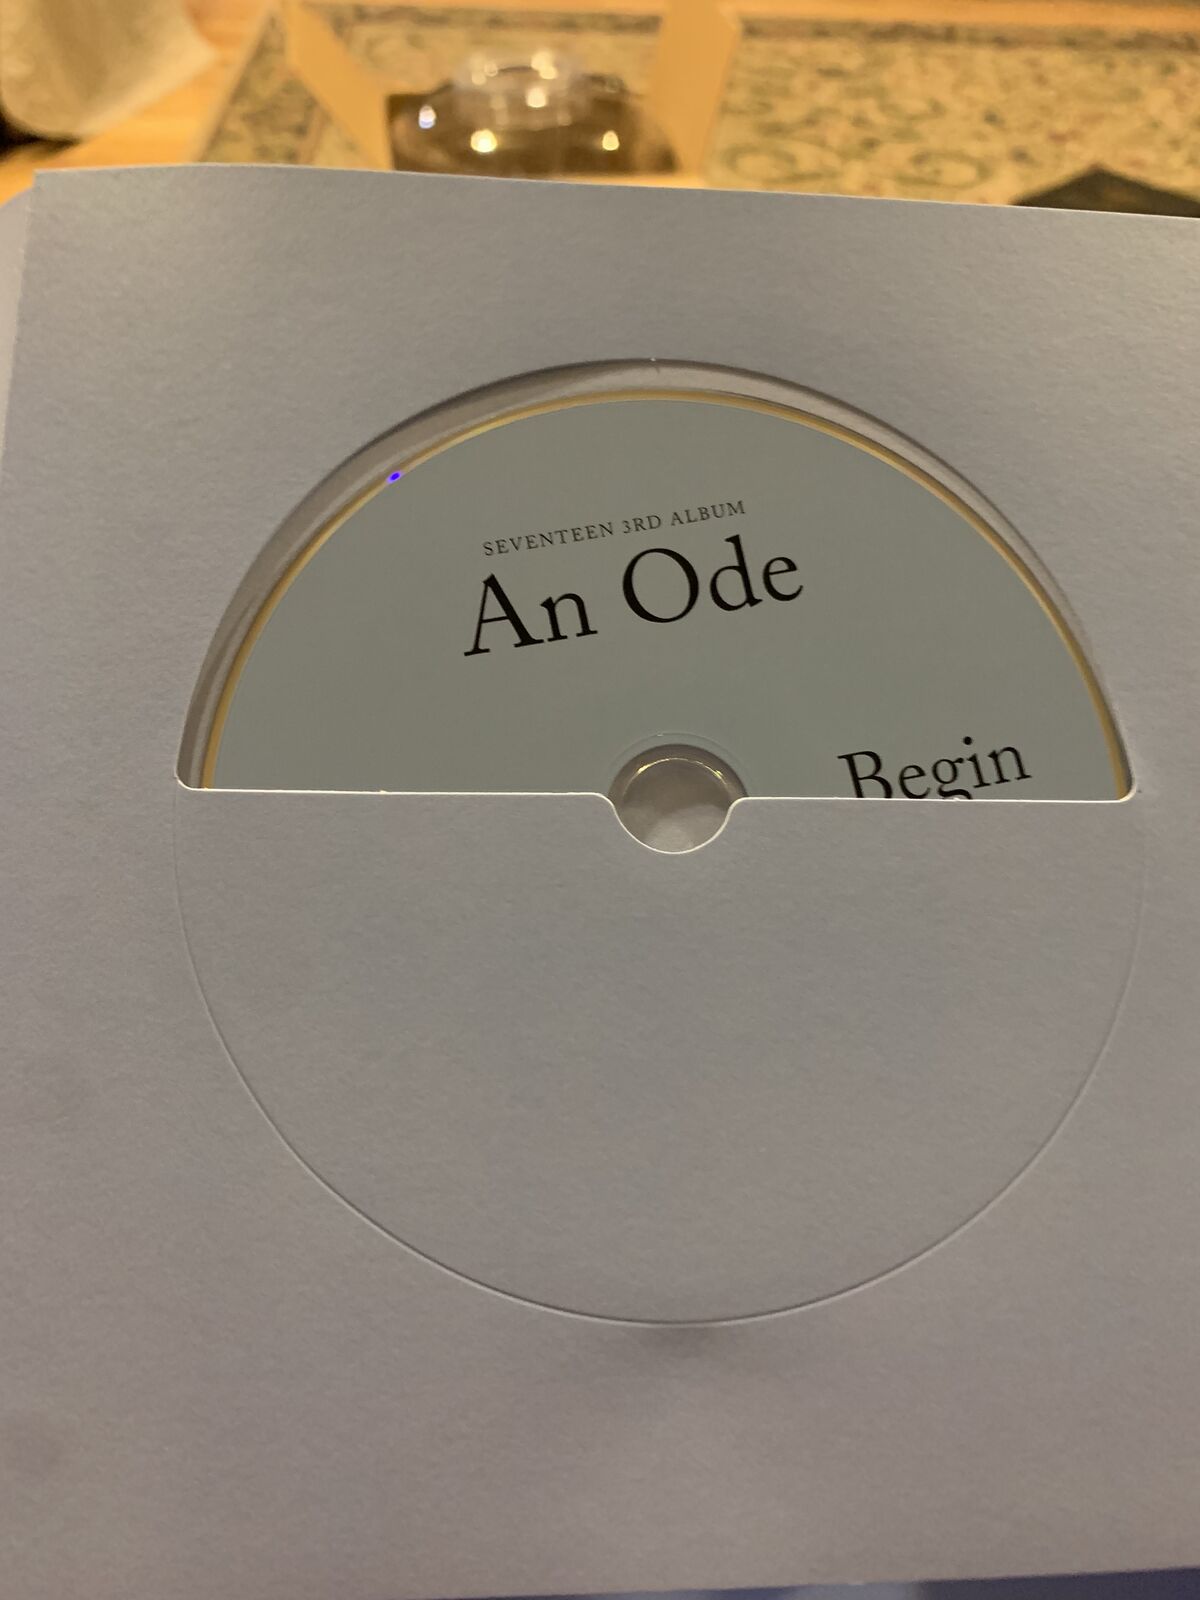 SEVENTEEN 3RD ALBUM
An Ode
Begin